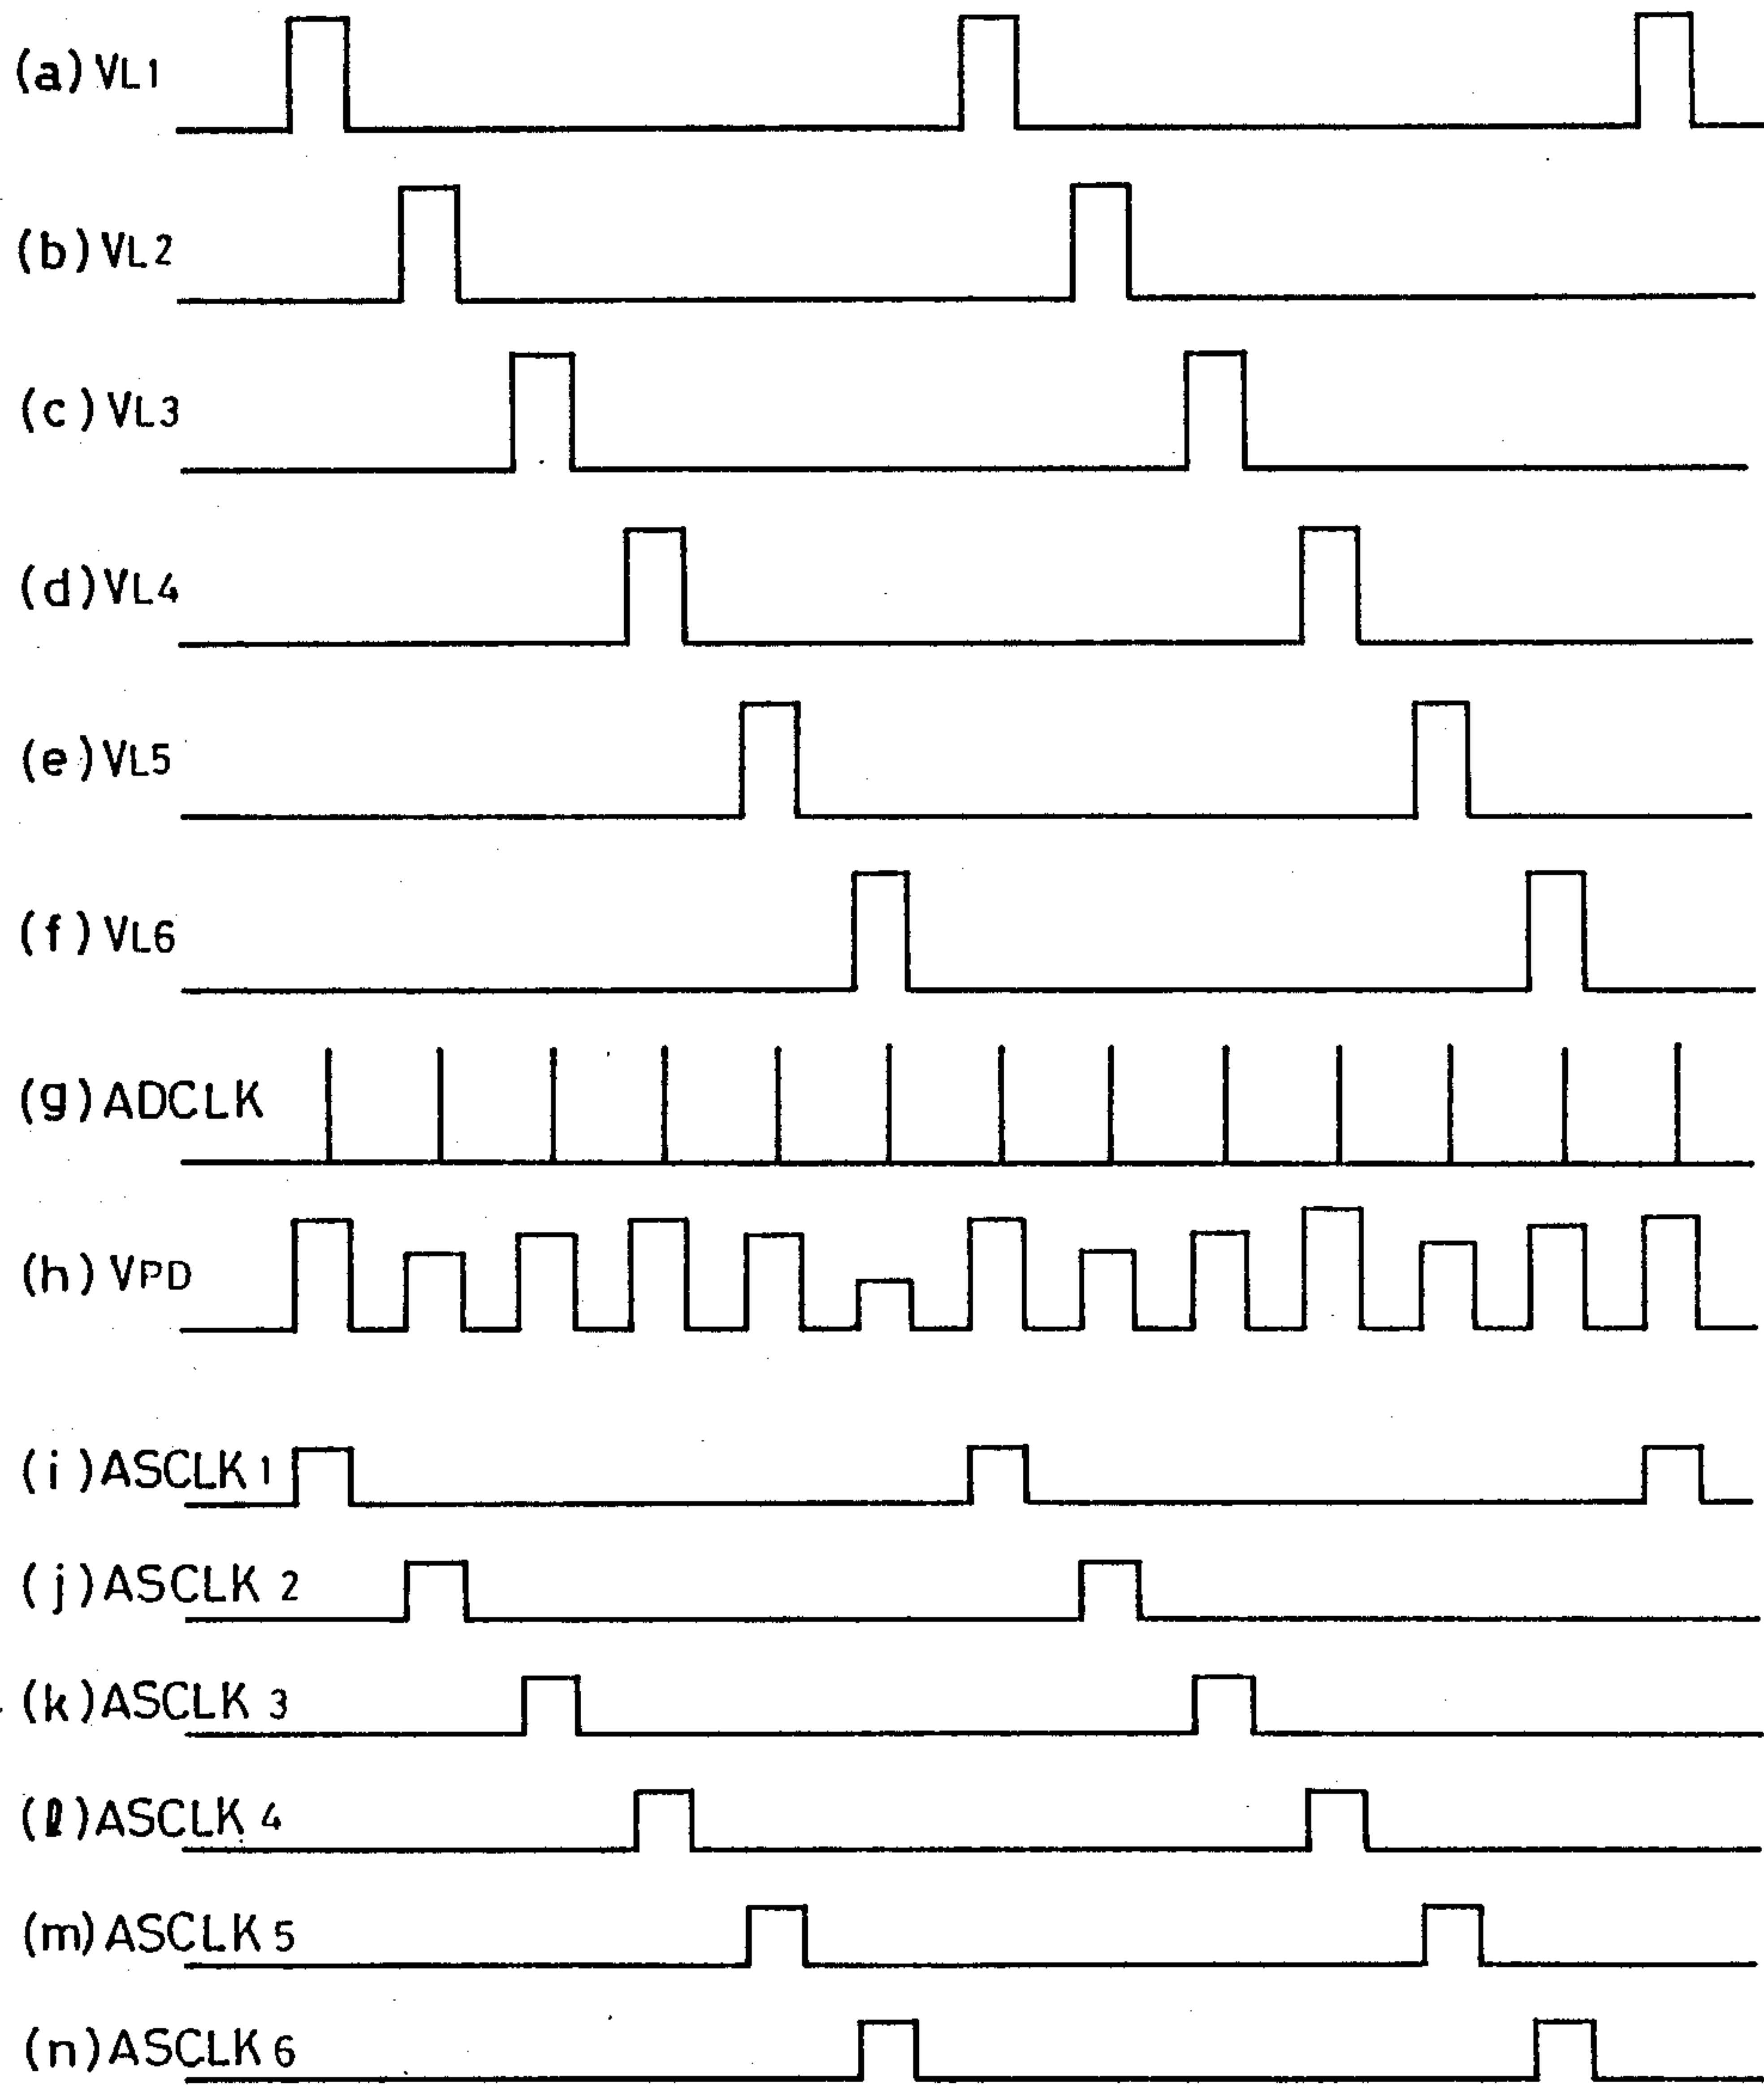 (a) VL1
(b) VL2
(c) VL3
(d) VL4
(e) VL5
(f) VL6
(g) ADCLK
(h) VPD
(i) ASCLK 1
(j) ASCLK 2
(k) ASCLK 3
(l) ASCLK 4
(m) ASCLK 5
(n) ASCLK 6